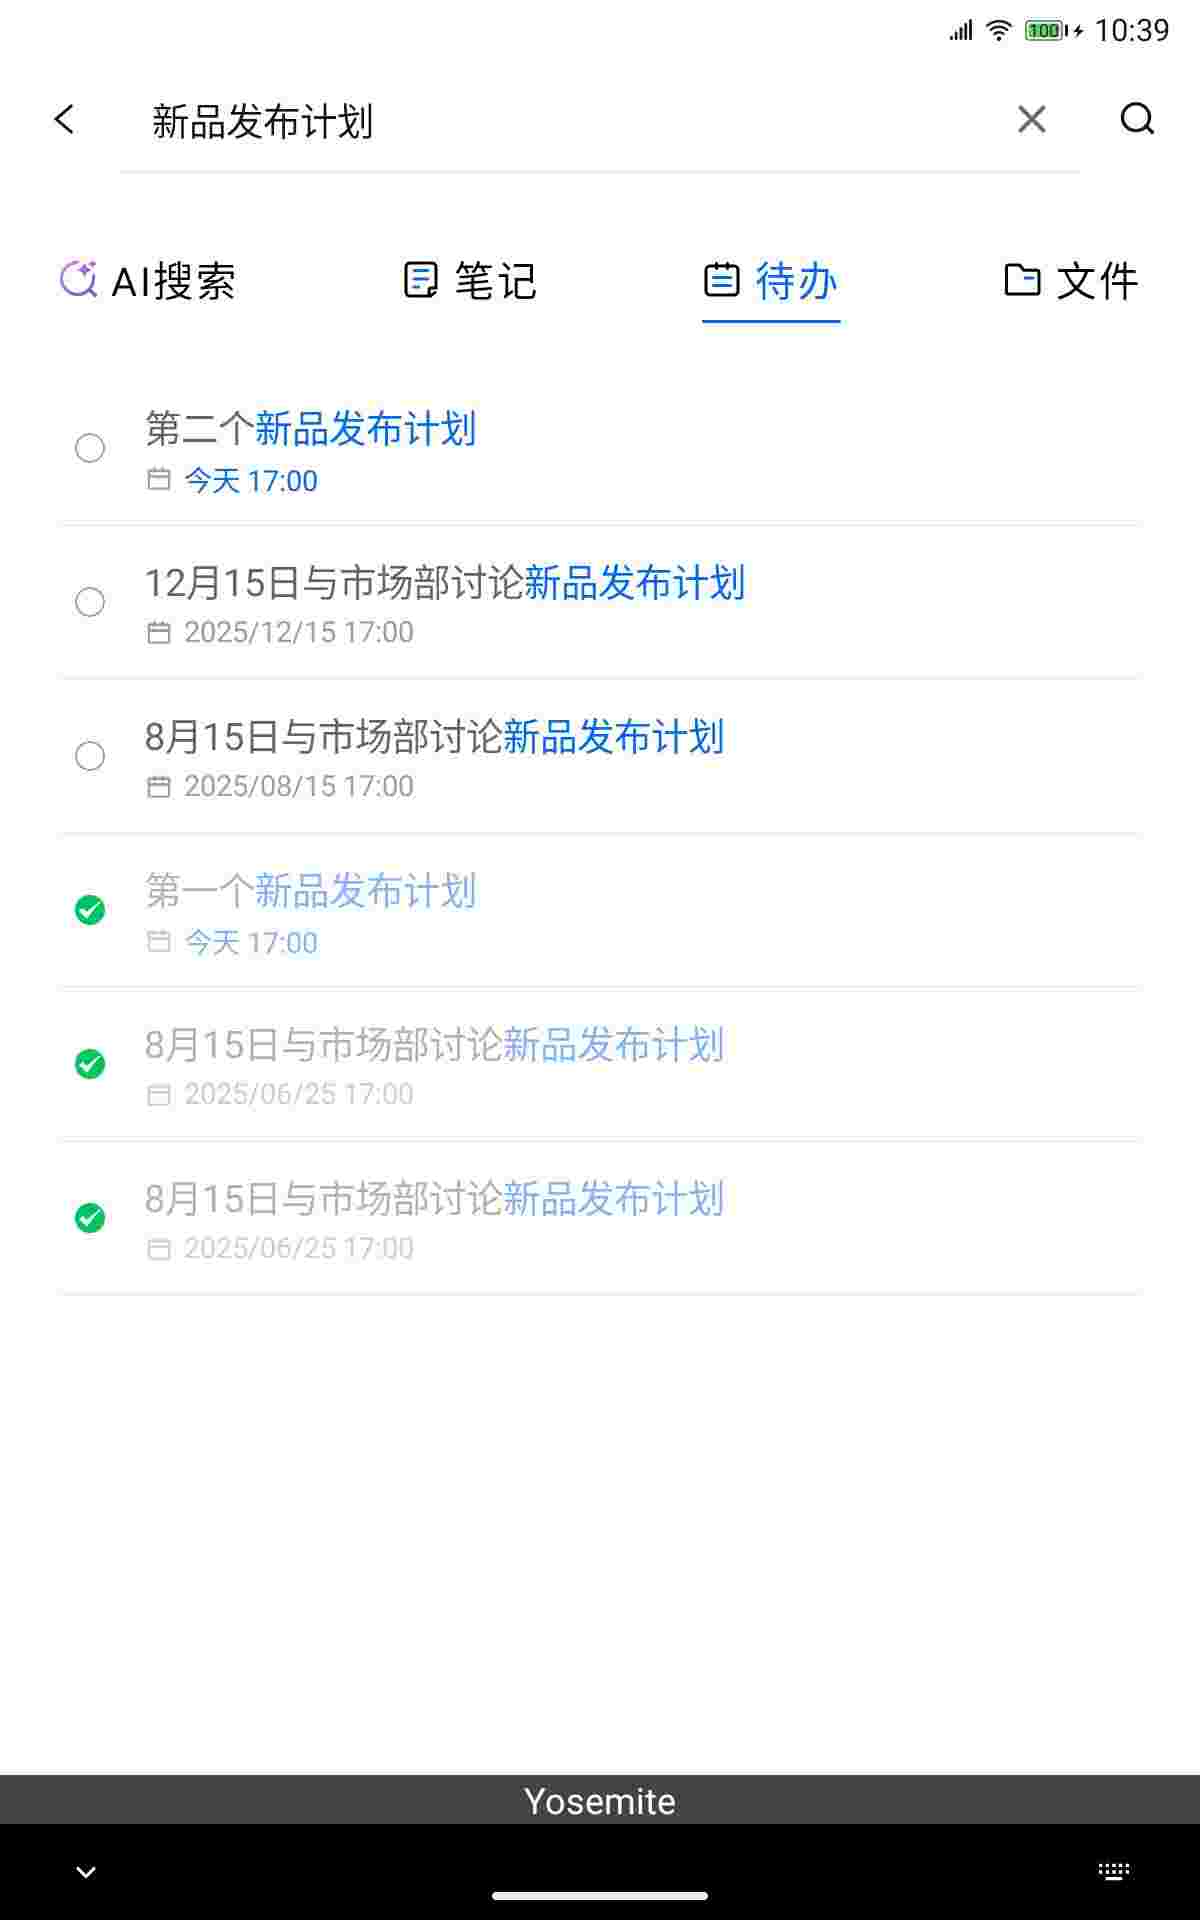 100 10:39
新品发布计划
AI搜索 笔记 待办 文件
第二个新品发布计划
今天 17:00
12月15日与市场部讨论新品发布计划
2025/12/15 17:00
8月15日与市场部讨论新品发布计划
2025/08/15 17:00
第一个新品发布计划
今天 17:00
8月15日与市场部讨论新品发布计划
2025/06/25 17:00
8月15日与市场部讨论新品发布计划
2025/06/25 17:00
Yosemite